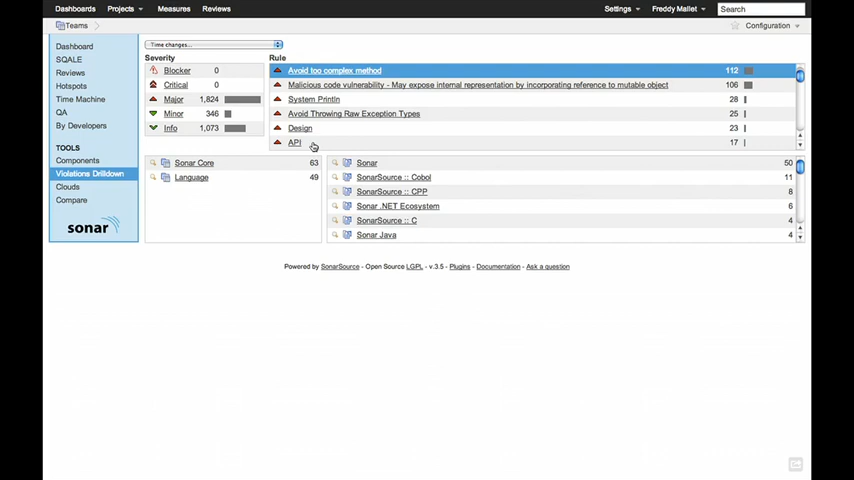 Dashboards Projects Measures Reviews Settings Freddy Mallet Search
Teams Configuration
Dashboard
SQALE
Reviews
Hotspots
Time Machine
QA
By Developers
TOOLS
Components
Violations Drilldown
Clouds
Compare
sonar
Time changes...
Severity
Blocker 0
Critical 0
Major 1,824
Minor 346
Info 1,073
Rule
Avoid too complex method 112
Malicious code vulnerability - May expose internal representation by incorporating reference to mutable object 106
System Println 28
Avoid Throwing Raw Exception Types 25
Design 23
API 17
Sonar Core 63
Language 49
Sonar 50
SonarSource :: Cobol 11
SonarSource :: CPP 8
Sonar .NET Ecosystem 6
SonarSource :: C 4
Sonar Java 4
Powered by SonarSource - Open Source LGPL - v.3.5 - Plugins - Documentation - Ask a question